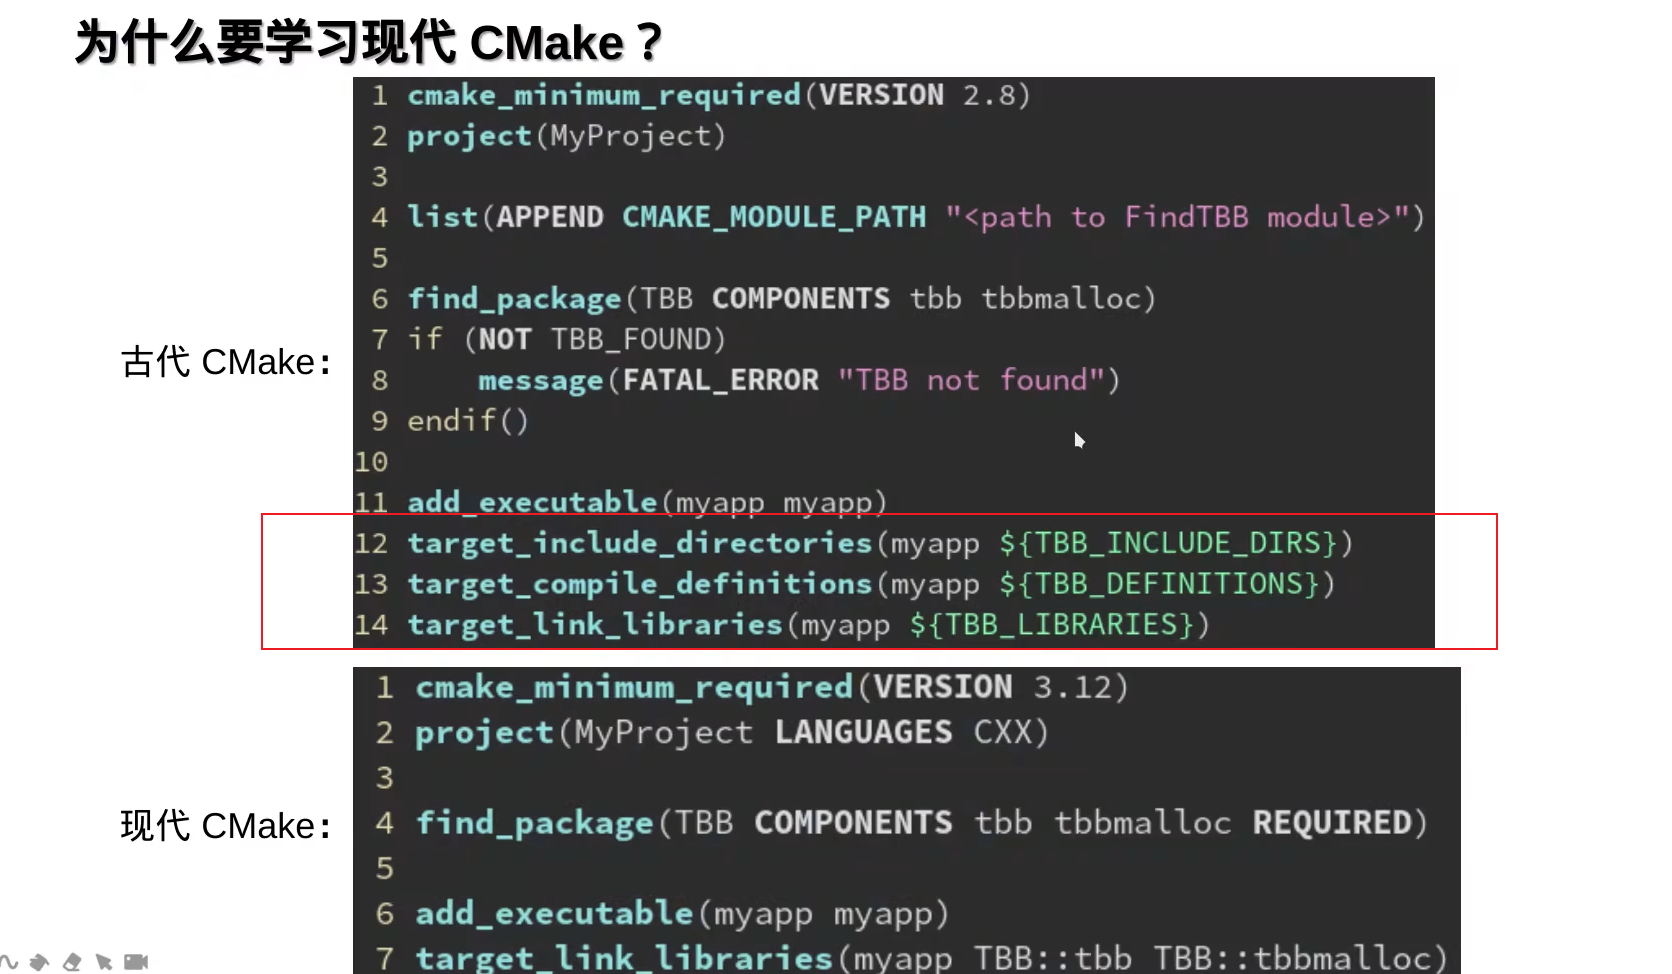 为什么要学习现代 CMake？
古代 CMake:
1 cmake_minimum_required(VERSION 2.8)
2 project(MyProject)
3
4 list(APPEND CMAKE_MODULE_PATH "<path to FindTBB module>")
5
6 find_package(TBB COMPONENTS tbb tbbmalloc)
7 if (NOT TBB_FOUND)
8     message(FATAL_ERROR "TBB not found")
9 endif()
10
11 add_executable(myapp myapp)
12 target_include_directories(myapp ${TBB_INCLUDE_DIRS})
13 target_compile_definitions(myapp ${TBB_DEFINITIONS})
14 target_link_libraries(myapp ${TBB_LIBRARIES})
现代 CMake:
1 cmake_minimum_required(VERSION 3.12)
2 project(MyProject LANGUAGES CXX)
3
4 find_package(TBB COMPONENTS tbb tbbmalloc REQUIRED)
5
6 add_executable(myapp myapp)
7 target_link_libraries(myapp TBB::tbb TBB::tbbmalloc)